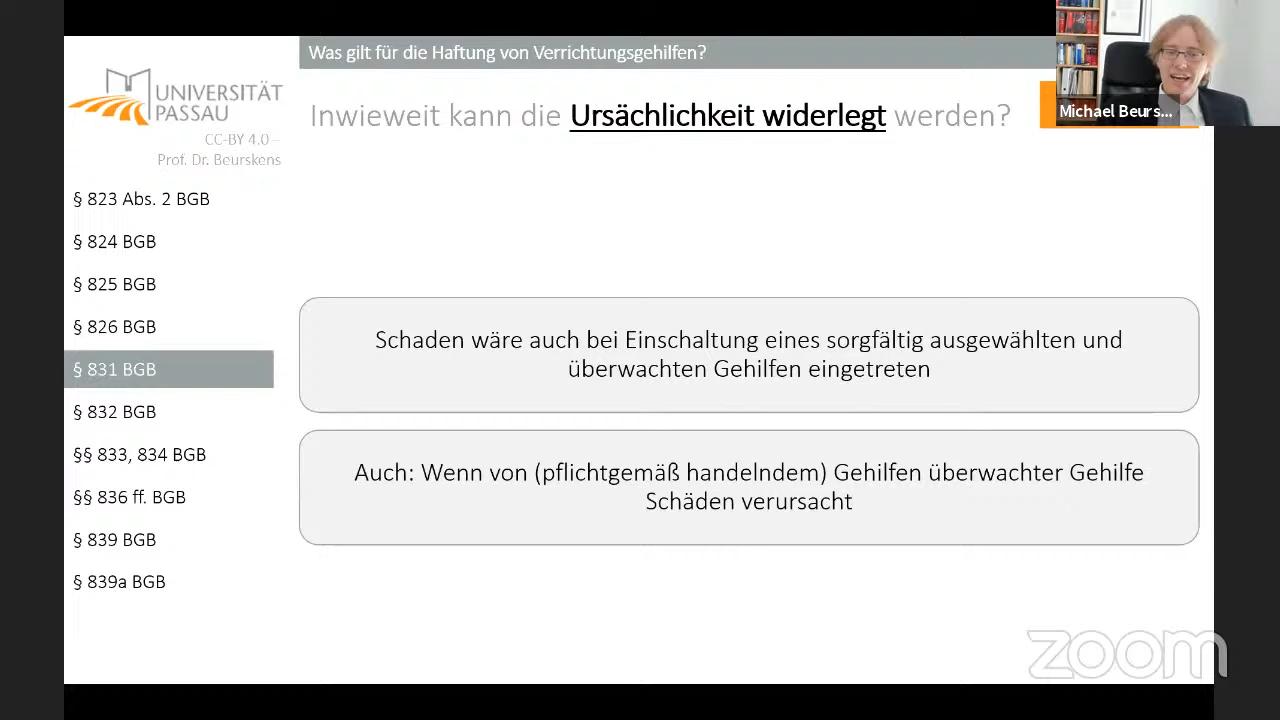 Was gilt für die Haftung von Verrichtungsgehilfen?
Inwieweit kann die Ursächlichkeit widerlegt werden?
UNIVERSITÄT
PASSAU
CC-BY 4.0 –
Prof. Dr. Beurskens
Michael Beurs...
§ 823 Abs. 2 BGB
§ 824 BGB
§ 825 BGB
§ 826 BGB
§ 831 BGB
§ 832 BGB
§§ 833, 834 BGB
§§ 836 ff. BGB
§ 839 BGB
§ 839a BGB
Schaden wäre auch bei Einschaltung eines sorgfältig ausgewählten und
überwachten Gehilfen eingetreten
Auch: Wenn von (pflichtgemäß handelndem) Gehilfen überwachter Gehilfe
Schäden verursacht
zoom